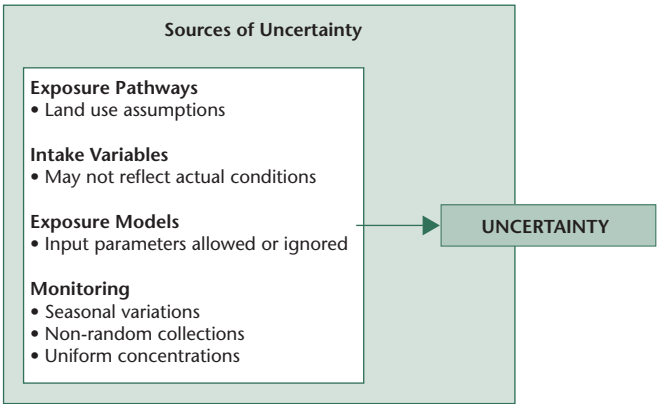 Sources of Uncertainty
Exposure Pathways
• Land use assumptions
Intake Variables
• May not reflect actual conditions
Exposure Models
• Input parameters allowed or ignored
Monitoring
• Seasonal variations
• Non-random collections
• Uniform concentrations
UNCERTAINTY